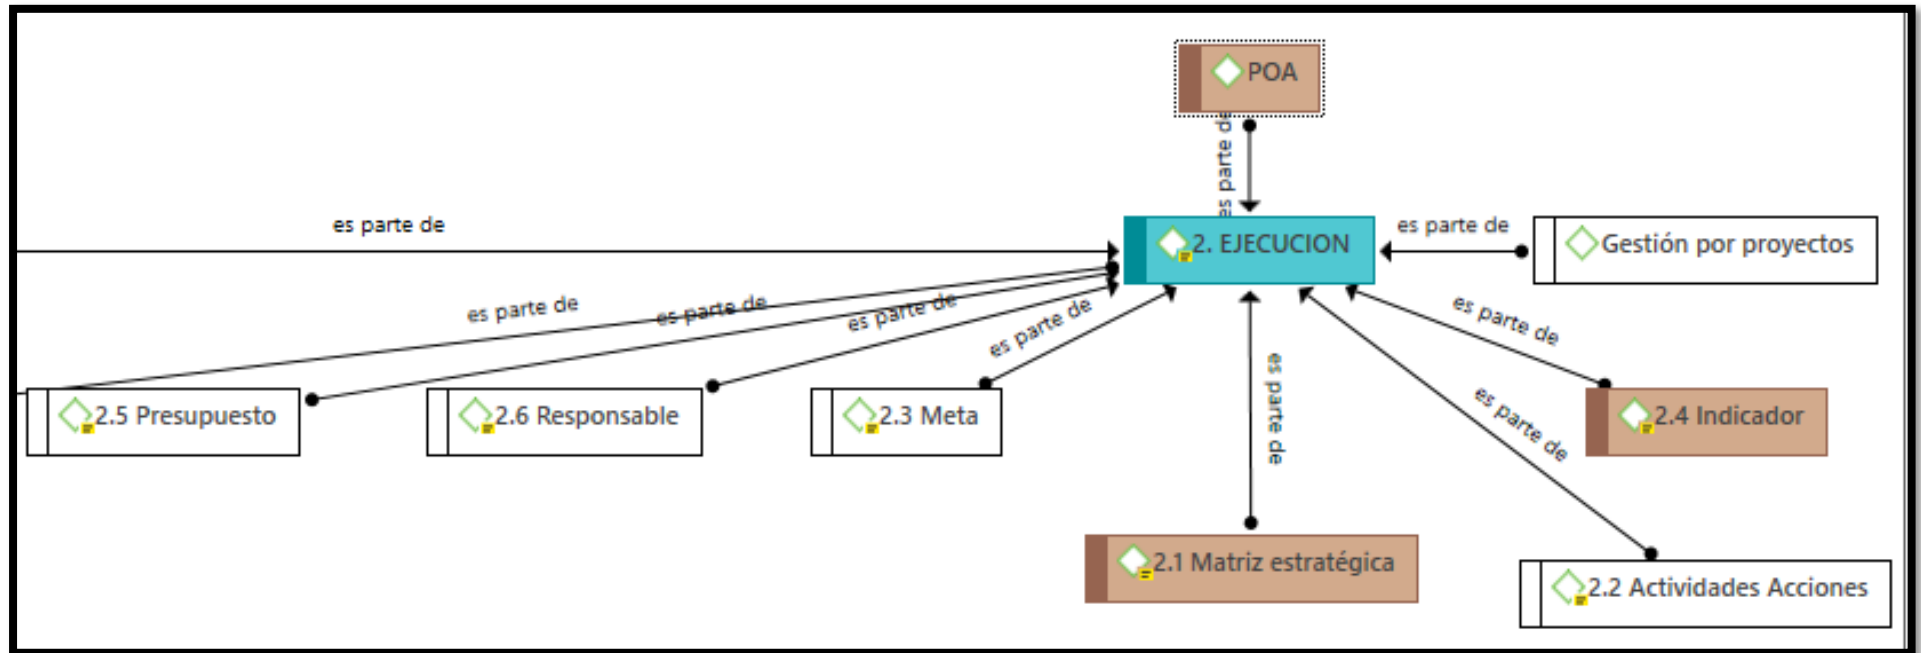 POA
es parte de
es parte de
2. EJECUCION
es parte de
Gestión por proyectos
es parte de
es parte de
es parte de
es parte de
es parte de
es parte de
es parte de
2.5 Presupuesto
2.6 Responsable
2.3 Meta
2.4 Indicador
2.1 Matriz estratégica
2.2 Actividades Acciones